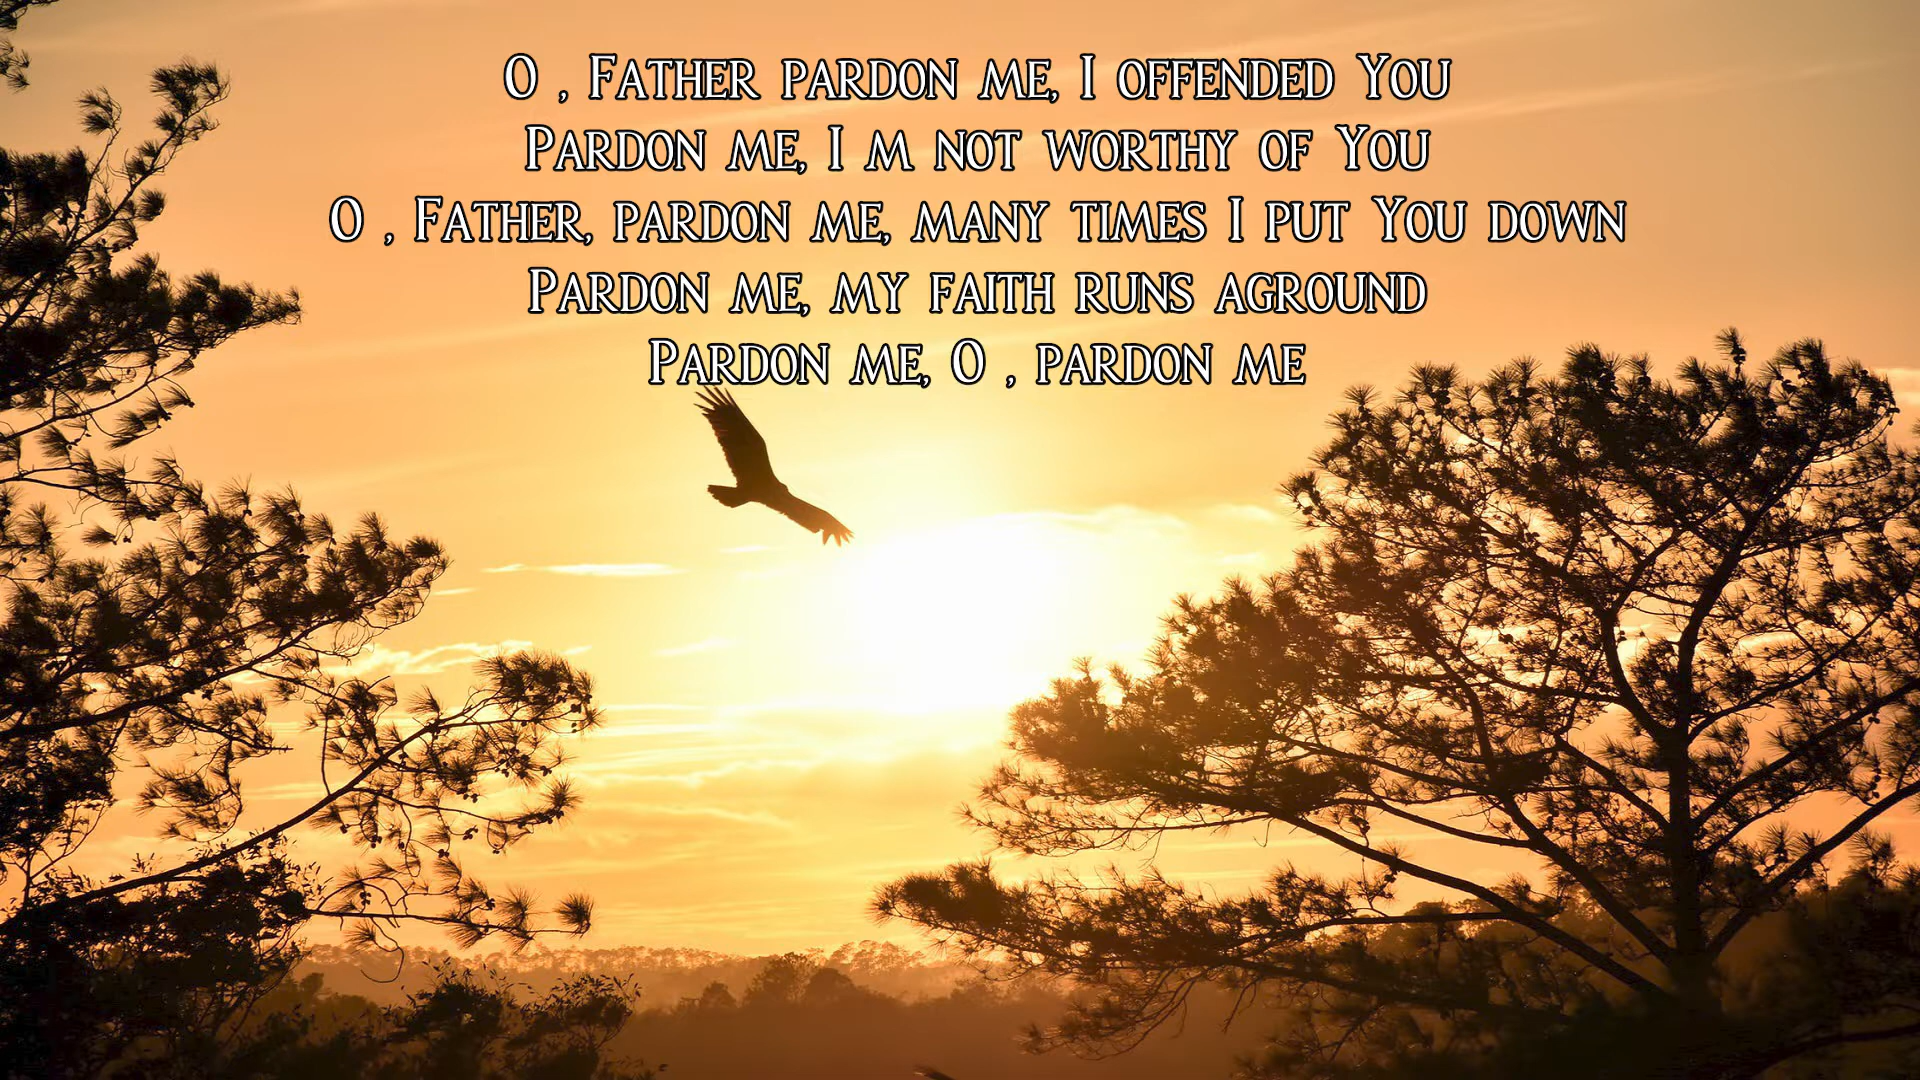 O , Father pardon me, I offended You
Pardon me, I m not worthy of You
O , Father, pardon me, many times I put You down
Pardon me, my faith runs aground
Pardon me, O , pardon me